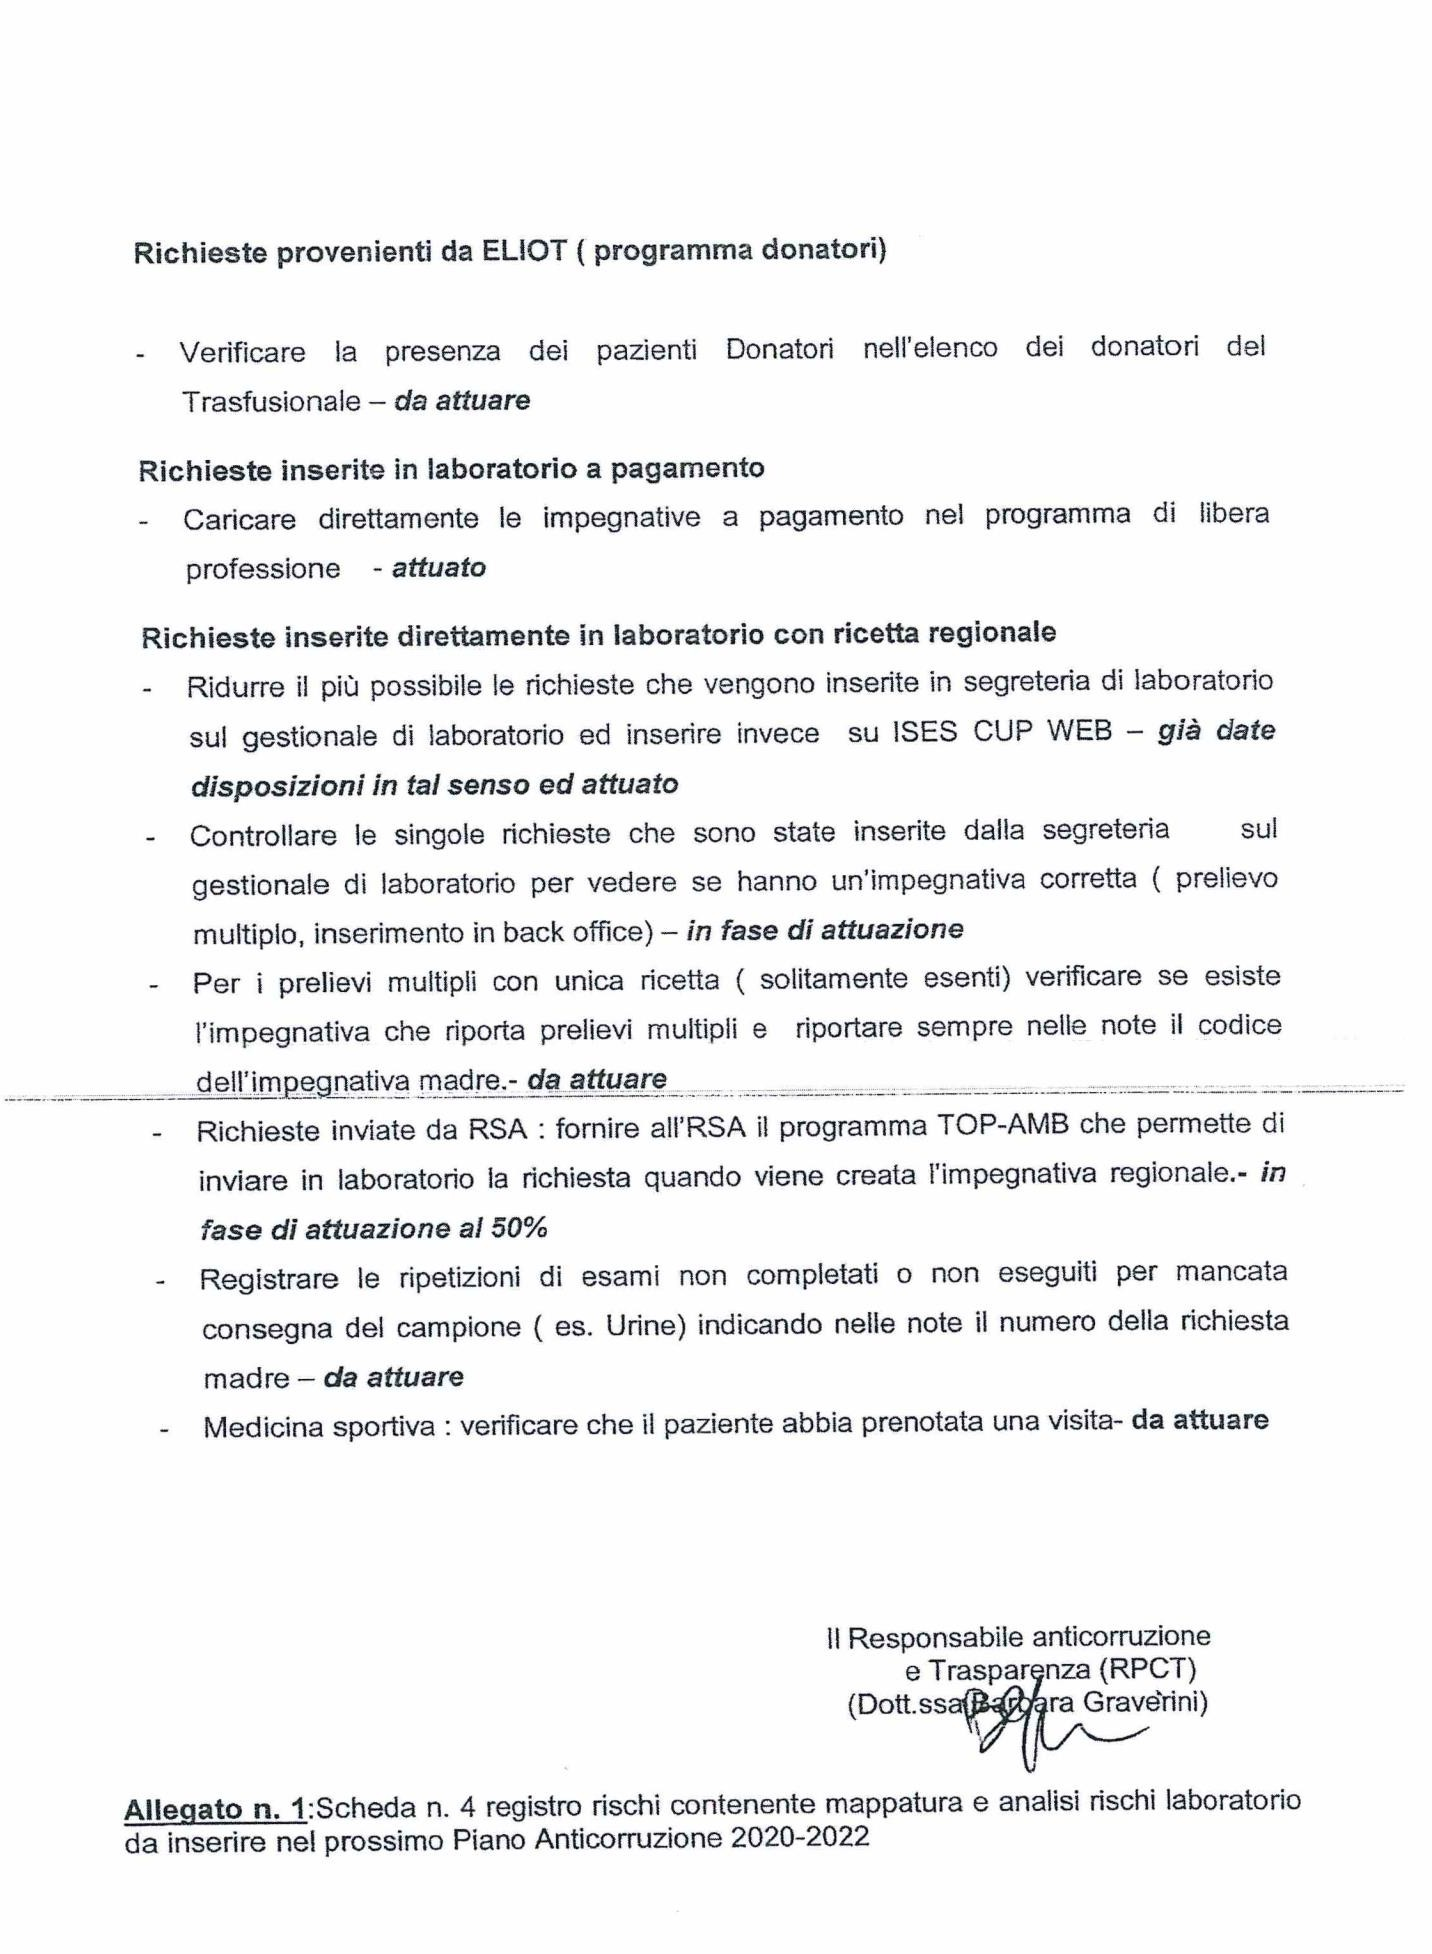 Richieste provenienti da ELIOT ( programma donatori)
- Verificare la presenza dei pazienti Donatori nell'elenco dei donatori del
Trasfusionale – da attuare
Richieste inserite in laboratorio a pagamento
- Caricare direttamente le impegnative a pagamento nel programma di libera
professione - attuato
Richieste inserite direttamente in laboratorio con ricetta regionale
- Ridurre il più possibile le richieste che vengono inserite in segreteria di laboratorio
sul gestionale di laboratorio ed inserire invece su ISES CUP WEB – già date
disposizioni in tal senso ed attuato
- Controllare le singole richieste che sono state inserite dalla segreteria sul
gestionale di laboratorio per vedere se hanno un'impegnativa corretta ( prelievo
multiplo, inserimento in back office) – in fase di attuazione
- Per i prelievi multipli con unica ricetta ( solitamente esenti) verificare se esiste
l'impegnativa che riporta prelievi multipli e riportare sempre nelle note il codice
dell'impegnativa madre.- da attuare
- Richieste inviate da RSA : fornire all'RSA il programma TOP-AMB che permette di
inviare in laboratorio la richiesta quando viene creata l'impegnativa regionale.- in
fase di attuazione al 50%
- Registrare le ripetizioni di esami non completati o non eseguiti per mancata
consegna del campione ( es. Urine) indicando nelle note il numero della richiesta
madre – da attuare
- Medicina sportiva : verificare che il paziente abbia prenotata una visita- da attuare
Il Responsabile anticorruzione
e Trasparenza (RPCT)
(Dott.ssa Barbara Graverini)
Allegato n. 1:Scheda n. 4 registro rischi contenente mappatura e analisi rischi laboratorio
da inserire nel prossimo Piano Anticorruzione 2020-2022